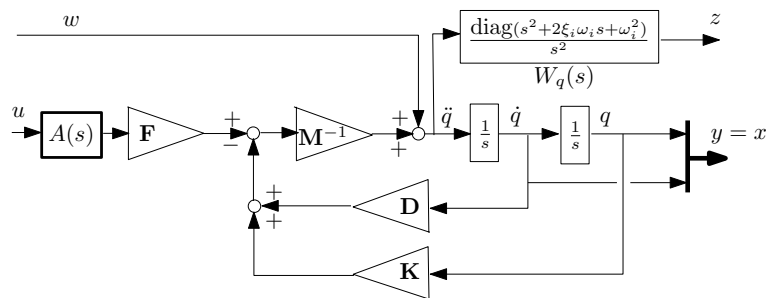 w
diag(s²+2ξᵢωᵢs+ωᵢ²)
s²
z
W_q(s)
u
A(s)
F
+
−
M⁻¹
+
+
q̈
1
s
q̇
1
s
q
y = x
+
+
D
K